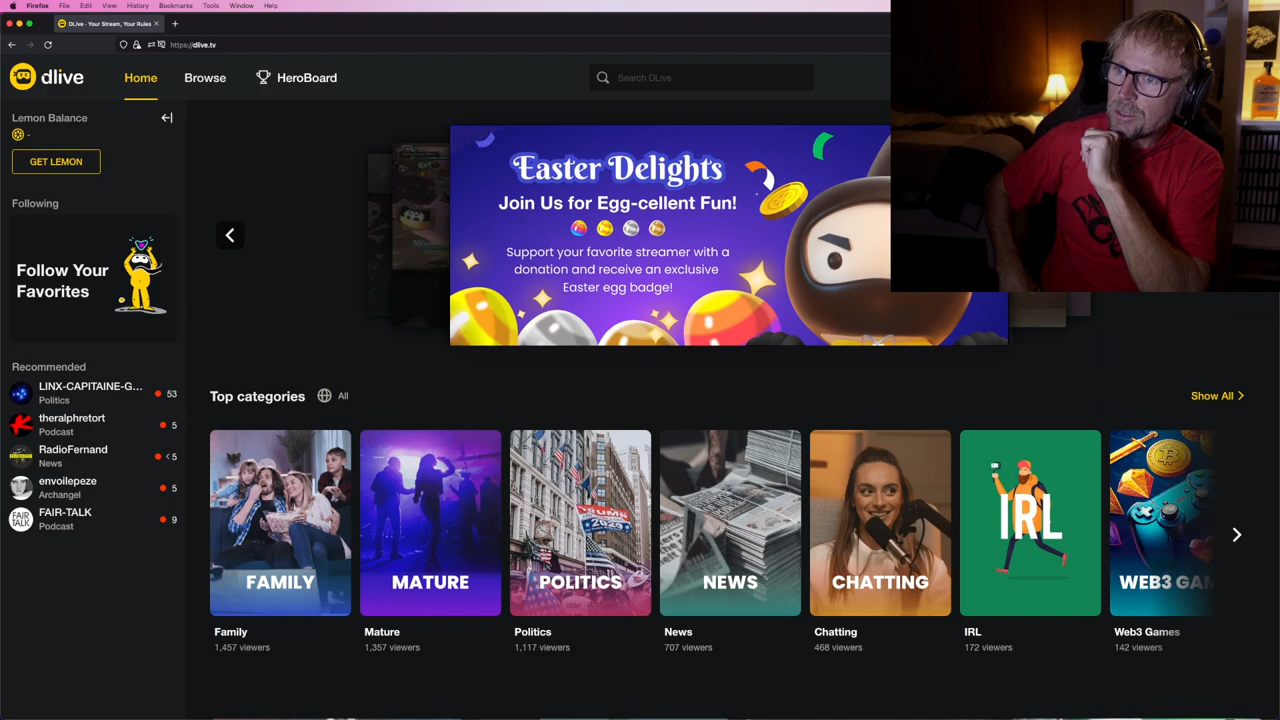 Firefox File Edit View History Bookmarks Tools Window Help
DLive - Your Stream, Your Rules
https://dlive.tv
dlive
Home
Browse
HeroBoard
Search DLive
Lemon Balance
-
GET LEMON
Following
Follow Your
Favorites
Recommended
LINX-CAPITAINE-G... 53
Politics
theralphretort 5
Podcast
RadioFernand < 5
News
envoilepeze 5
Archangel
FAIR-TALK 9
Podcast
FAIR
TALK
Easter Delights
Join Us for Egg-cellent Fun!
Support your favorite streamer with a
donation and receive an exclusive
Easter egg badge!
Top categories
All
Show All
FAMILY
MATURE
TRUMP
POLITICS
NEWS
CHATTING
IRL
WEB3 GAM
Family
1,457 viewers
Mature
1,357 viewers
Politics
1,117 viewers
News
707 viewers
Chatting
468 viewers
IRL
172 viewers
Web3 Games
142 viewers